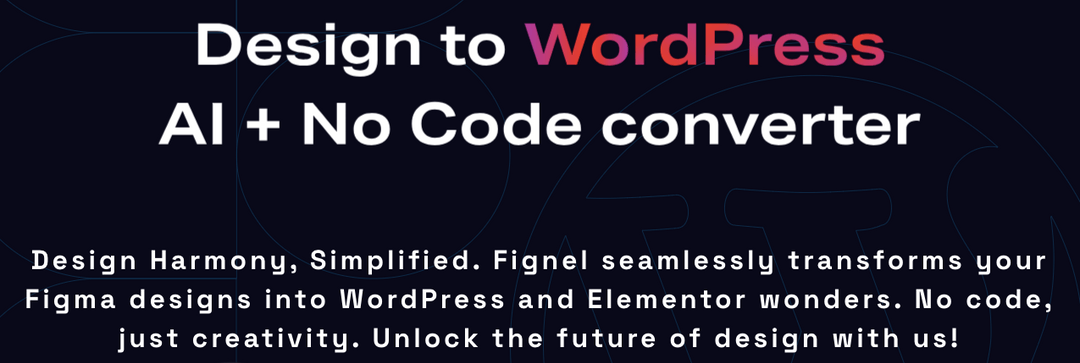 Design to WordPress
AI + No Code converter
Design Harmony, Simplified. Fignel seamlessly transforms your
Figma designs into WordPress and Elementor wonders. No code,
just creativity. Unlock the future of design with us!